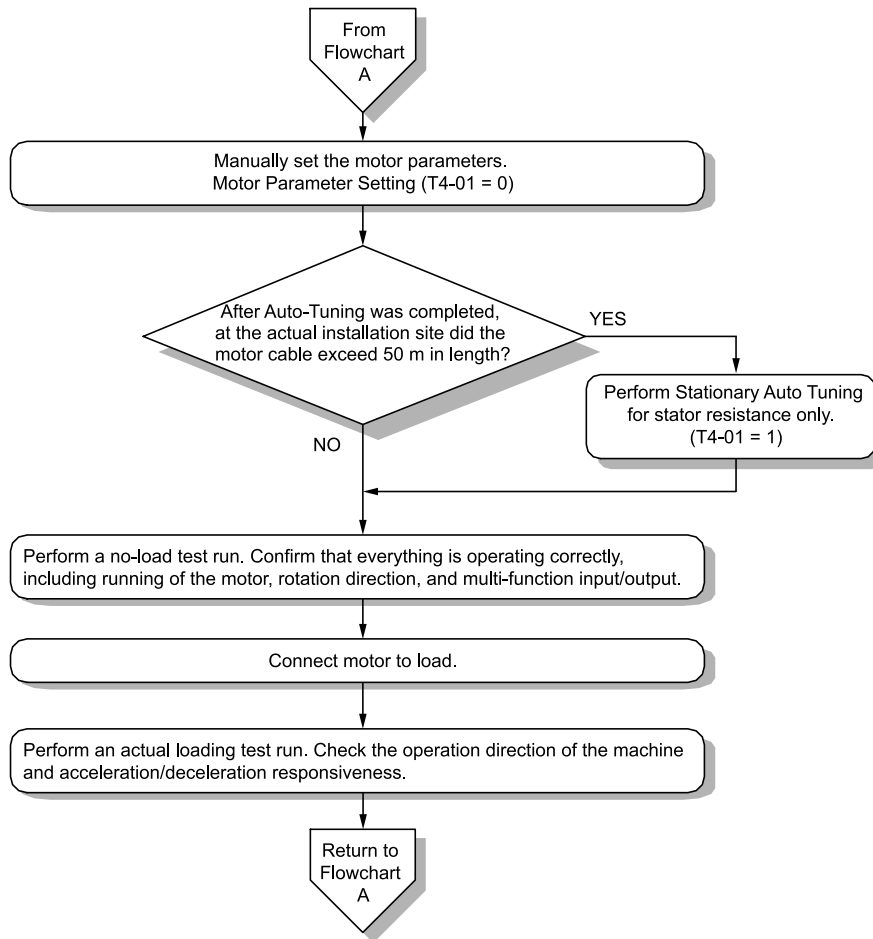 From
Flowchart
A
Manually set the motor parameters.
Motor Parameter Setting (T4-01 = 0)
After Auto-Tuning was completed,
at the actual installation site did the
motor cable exceed 50 m in length?
YES
Perform Stationary Auto Tuning
for stator resistance only.
(T4-01 = 1)
NO
Perform a no-load test run. Confirm that everything is operating correctly,
including running of the motor, rotation direction, and multi-function input/output.
Connect motor to load.
Perform an actual loading test run. Check the operation direction of the machine
and acceleration/deceleration responsiveness.
Return to
Flowchart
A